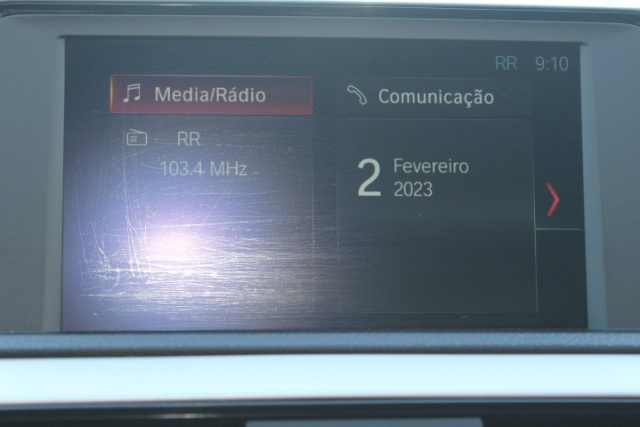 RR 9:10
Media/Rádio
Comunicação
RR
103.4 MHz
2 Fevereiro
2023